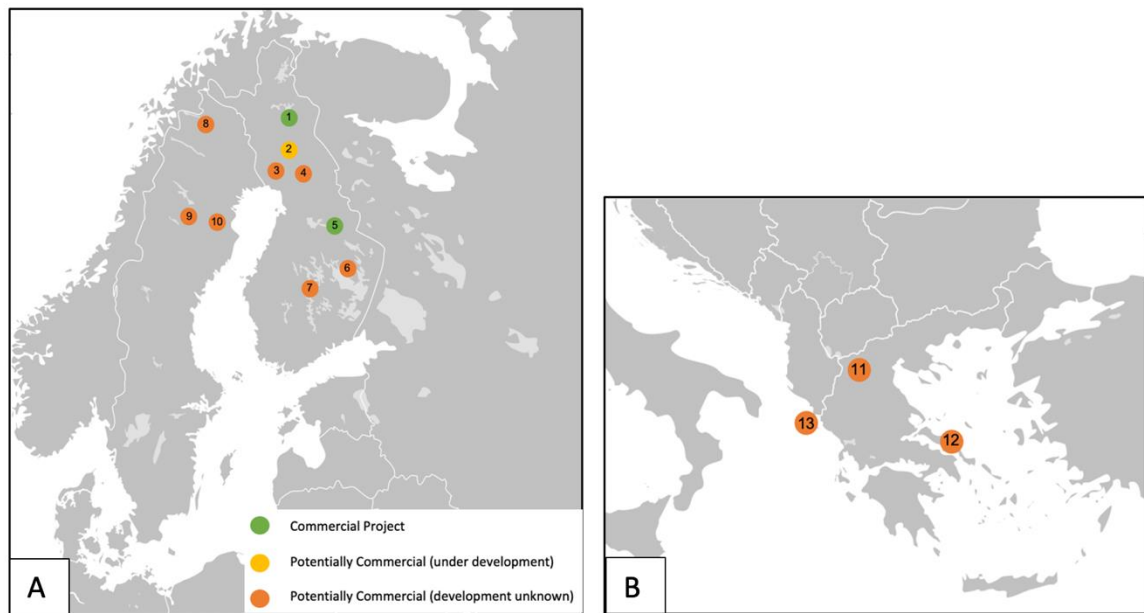 1
8
2
3
4
9
10
5
6
7
11
13
12
Commercial Project
Potentially Commercial (under development)
Potentially Commercial (development unknown)
A
B